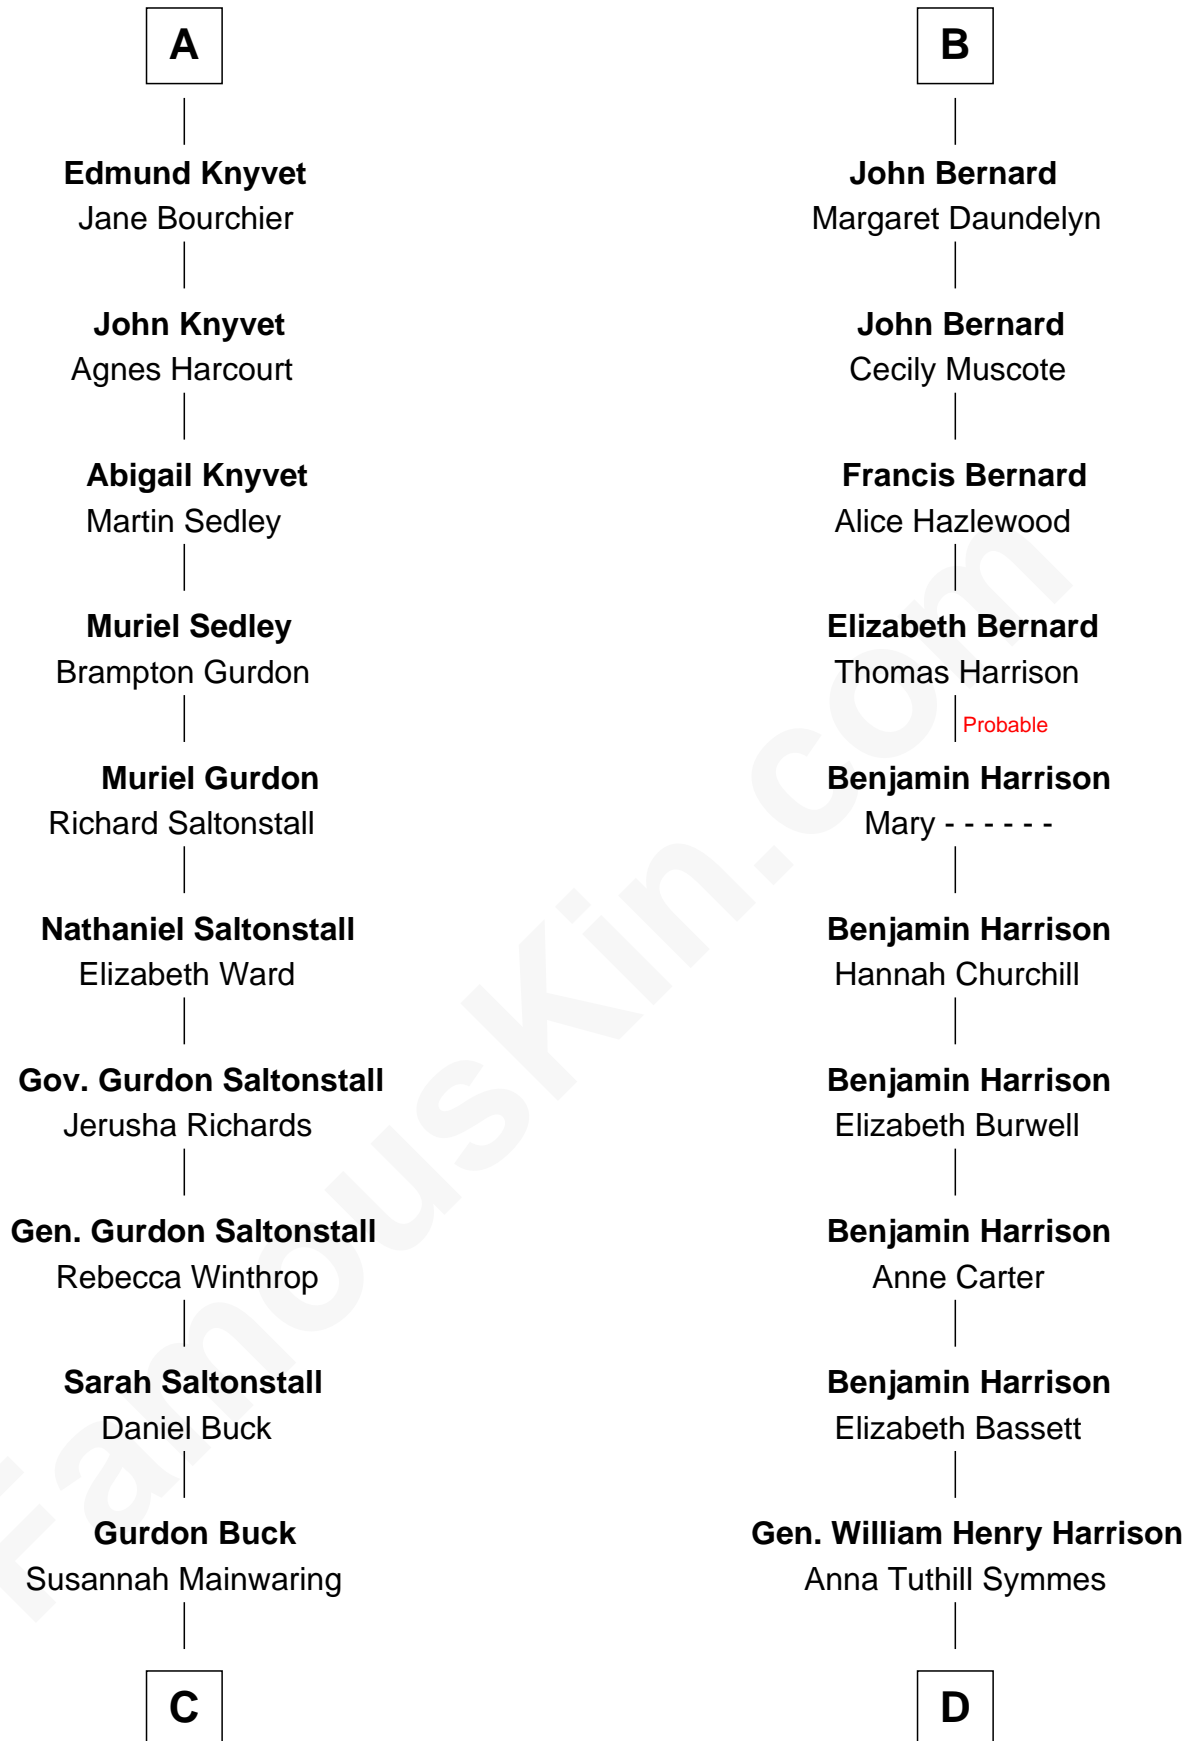 A
Edmund Knyvet
Jane Bourchier
John Knyvet
Agnes Harcourt
Abigail Knyvet
Martin Sedley
Muriel Sedley
Brampton Gurdon
Muriel Gurdon
Richard Saltonstall
Nathaniel Saltonstall
Elizabeth Ward
Gov. Gurdon Saltonstall
Jerusha Richards
Gen. Gurdon Saltonstall
Rebecca Winthrop
Sarah Saltonstall
Daniel Buck
Gurdon Buck
Susannah Mainwaring
C
B
John Bernard
Margaret Daundelyn
John Bernard
Cecily Muscote
Francis Bernard
Alice Hazlewood
Elizabeth Bernard
Thomas Harrison
Probable
Benjamin Harrison
Mary - - - - - -
Benjamin Harrison
Hannah Churchill
Benjamin Harrison
Elizabeth Burwell
Benjamin Harrison
Anne Carter
Benjamin Harrison
Elizabeth Bassett
Gen. William Henry Harrison
Anna Tuthill Symmes
D
FamousKin.com